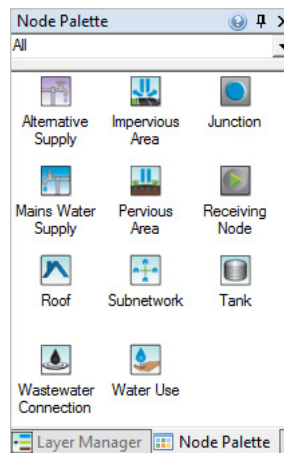 Node Palette
All
Alternative Supply
Impervious Area
Junction
Mains Water Supply
Pervious Area
Receiving Node
Roof
Subnetwork
Tank
Wastewater Connection
Water Use
Layer Manager
Node Palette